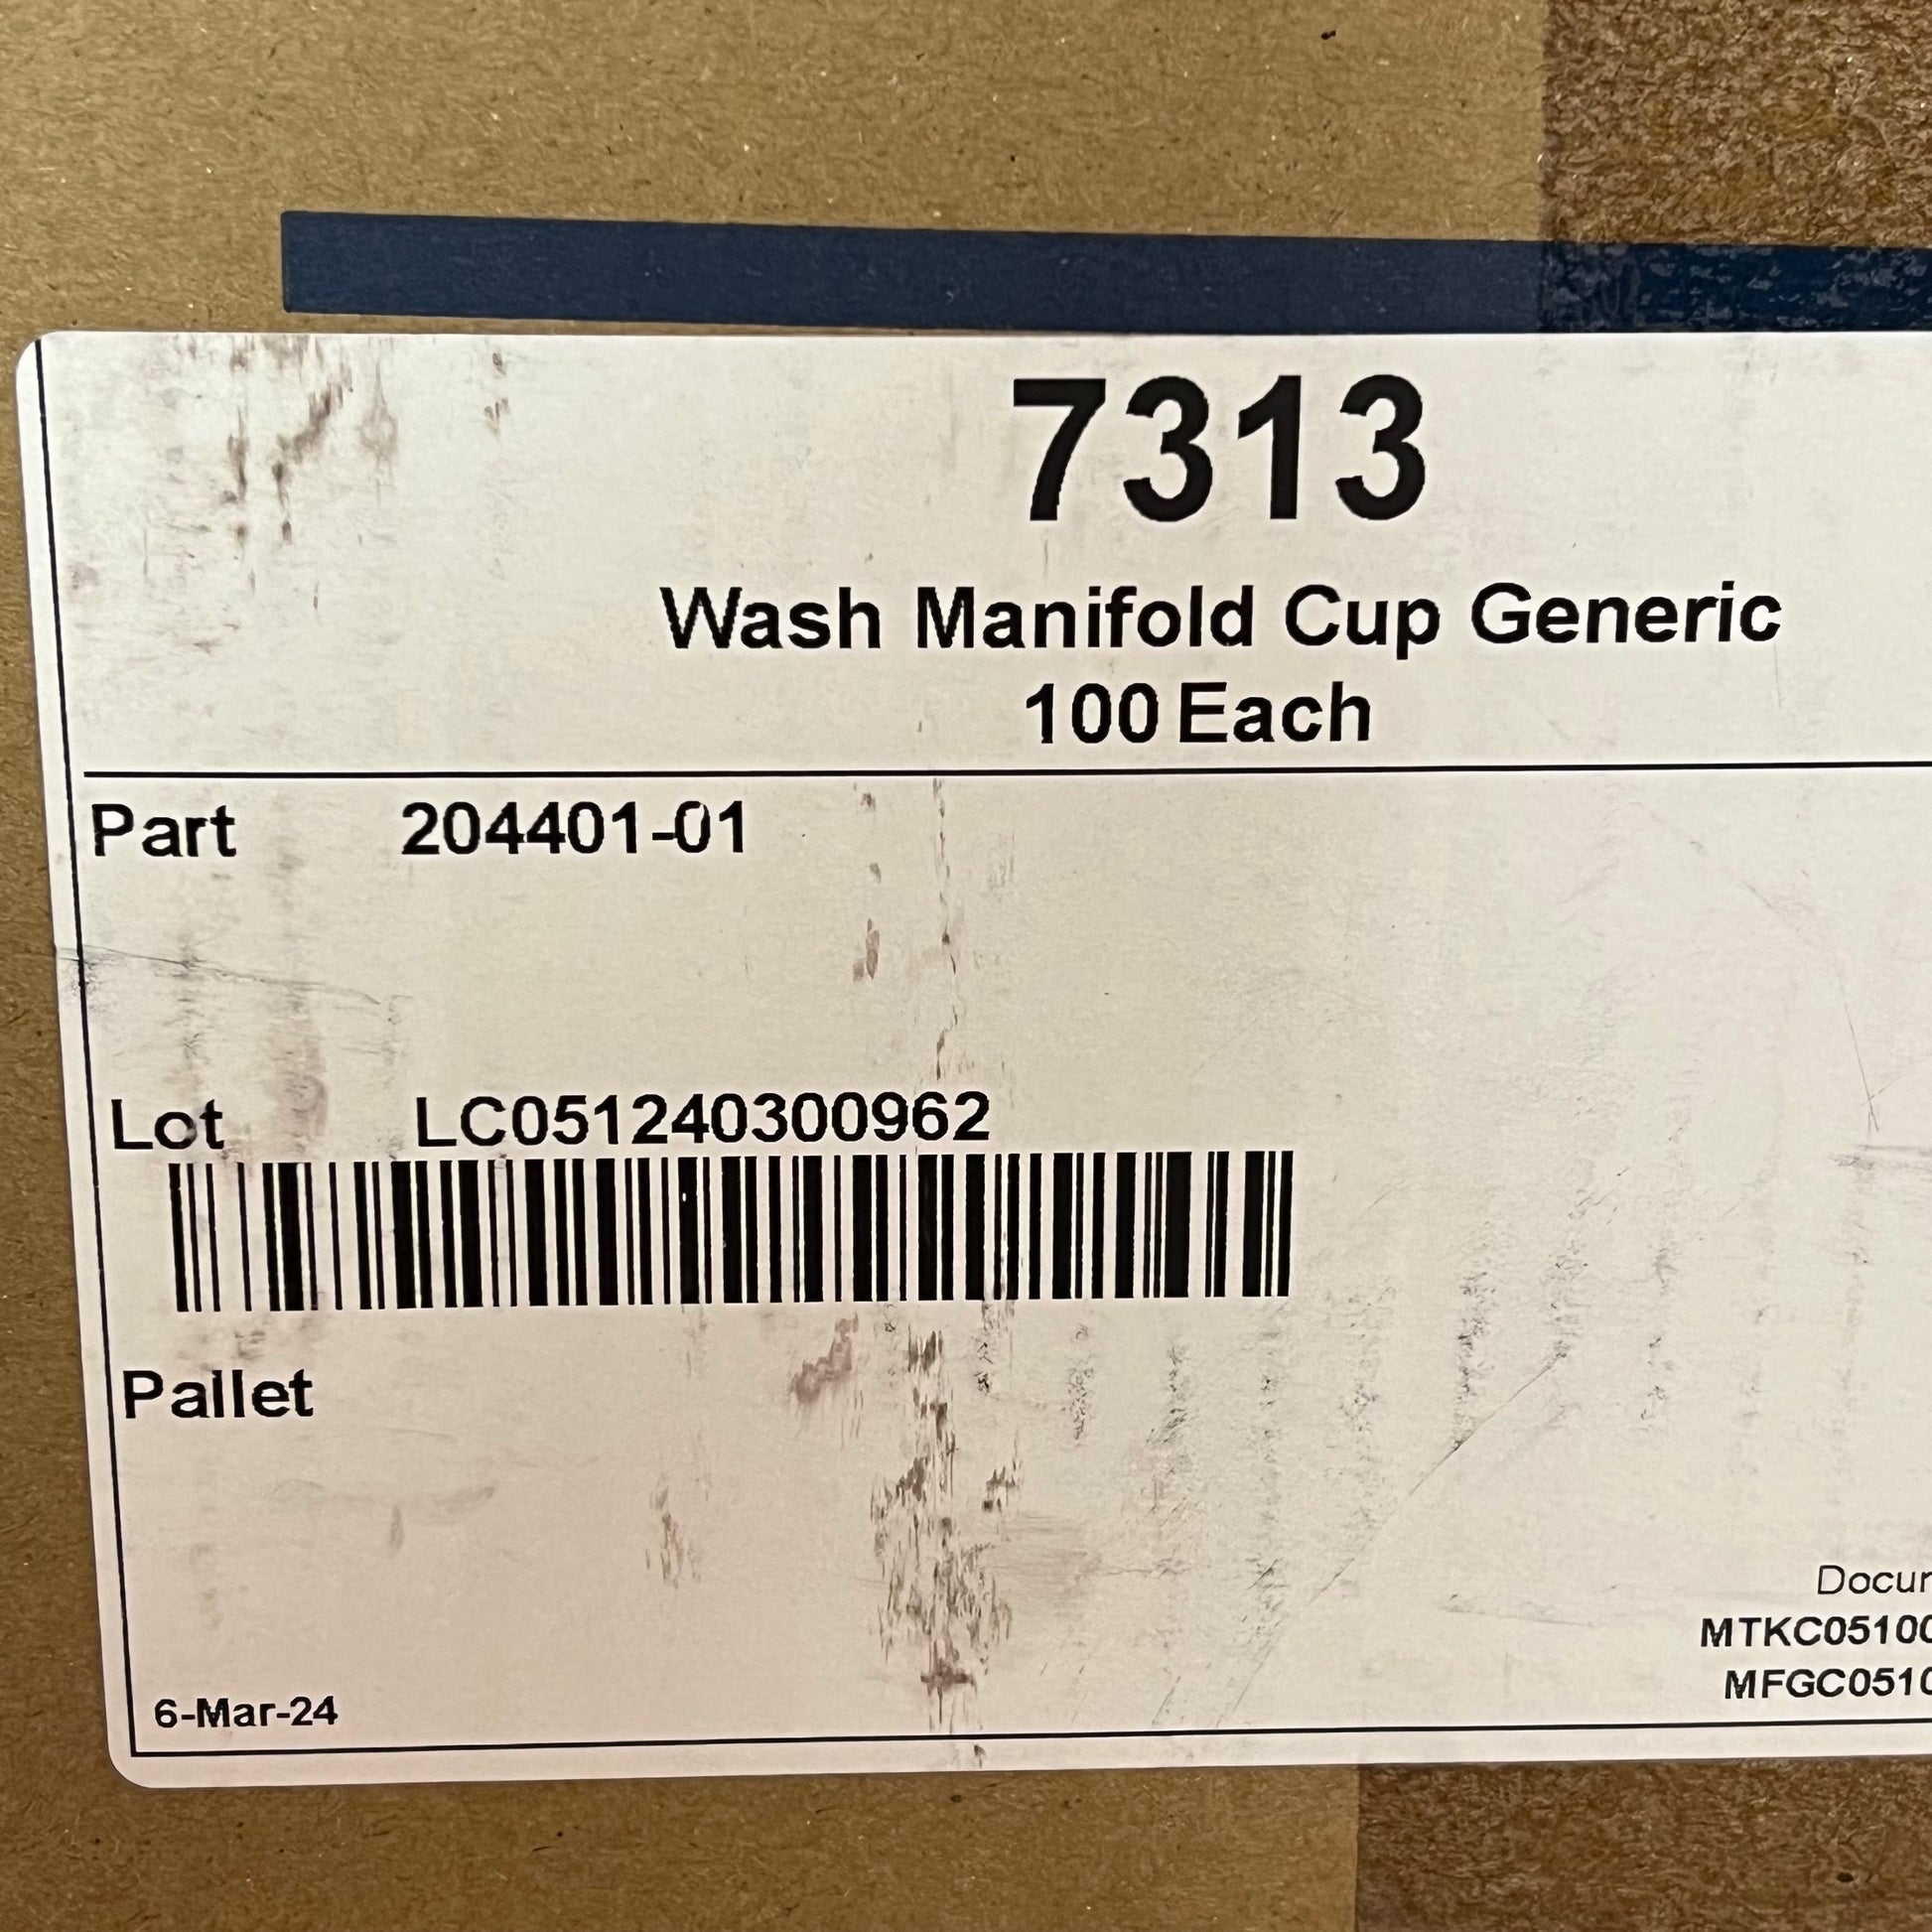 7313
Wash Manifold Cup Generic
100 Each
Part 204401-01
Lot LC051240300962
Pallet
6-Mar-24